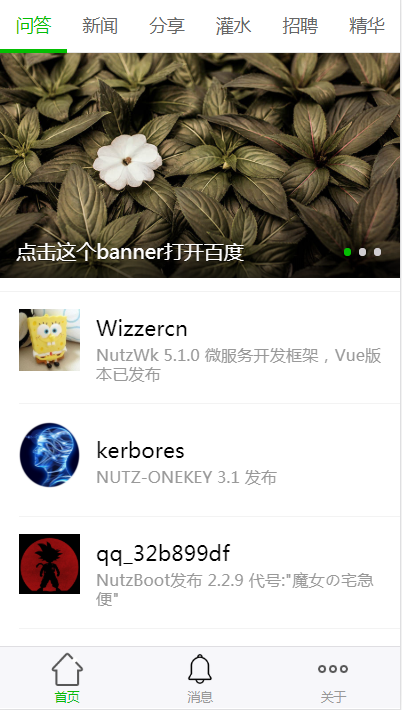 问答 新闻 分享 灌水 招聘 精华
点击这个banner打开百度
Wizzercn
NutzWk 5.1.0 微服务开发框架，Vue版
本已发布
kerbores
NUTZ-ONEKEY 3.1 发布
qq_32b899df
NutzBoot发布 2.2.9 代号:"魔女の宅急
便"
首页 消息 关于